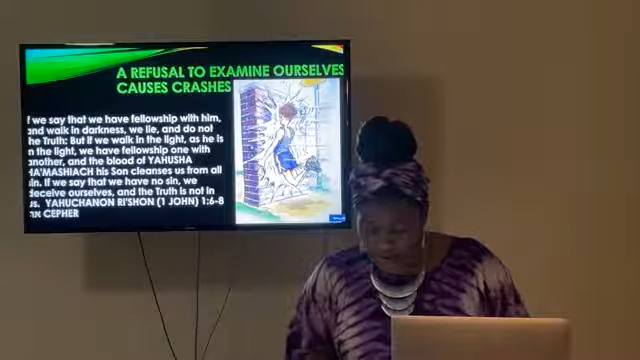 A REFUSAL TO EXAMINE OURSELVES
CAUSES CRASHES
f we say that we have fellowship with him,
and walk in darkness, we lie, and do not
he Truth: But if we walk in the light, as he is
n the light, we have fellowship one with
another, and the blood of YAHUSHA
HA'MASHIACH his Son cleanses us from all
in. If we say that we have no sin, we
deceive ourselves, and the Truth is not in
us. YAHUCHANON RI'SHON (1 JOHN) 1:6-8
CEPHER